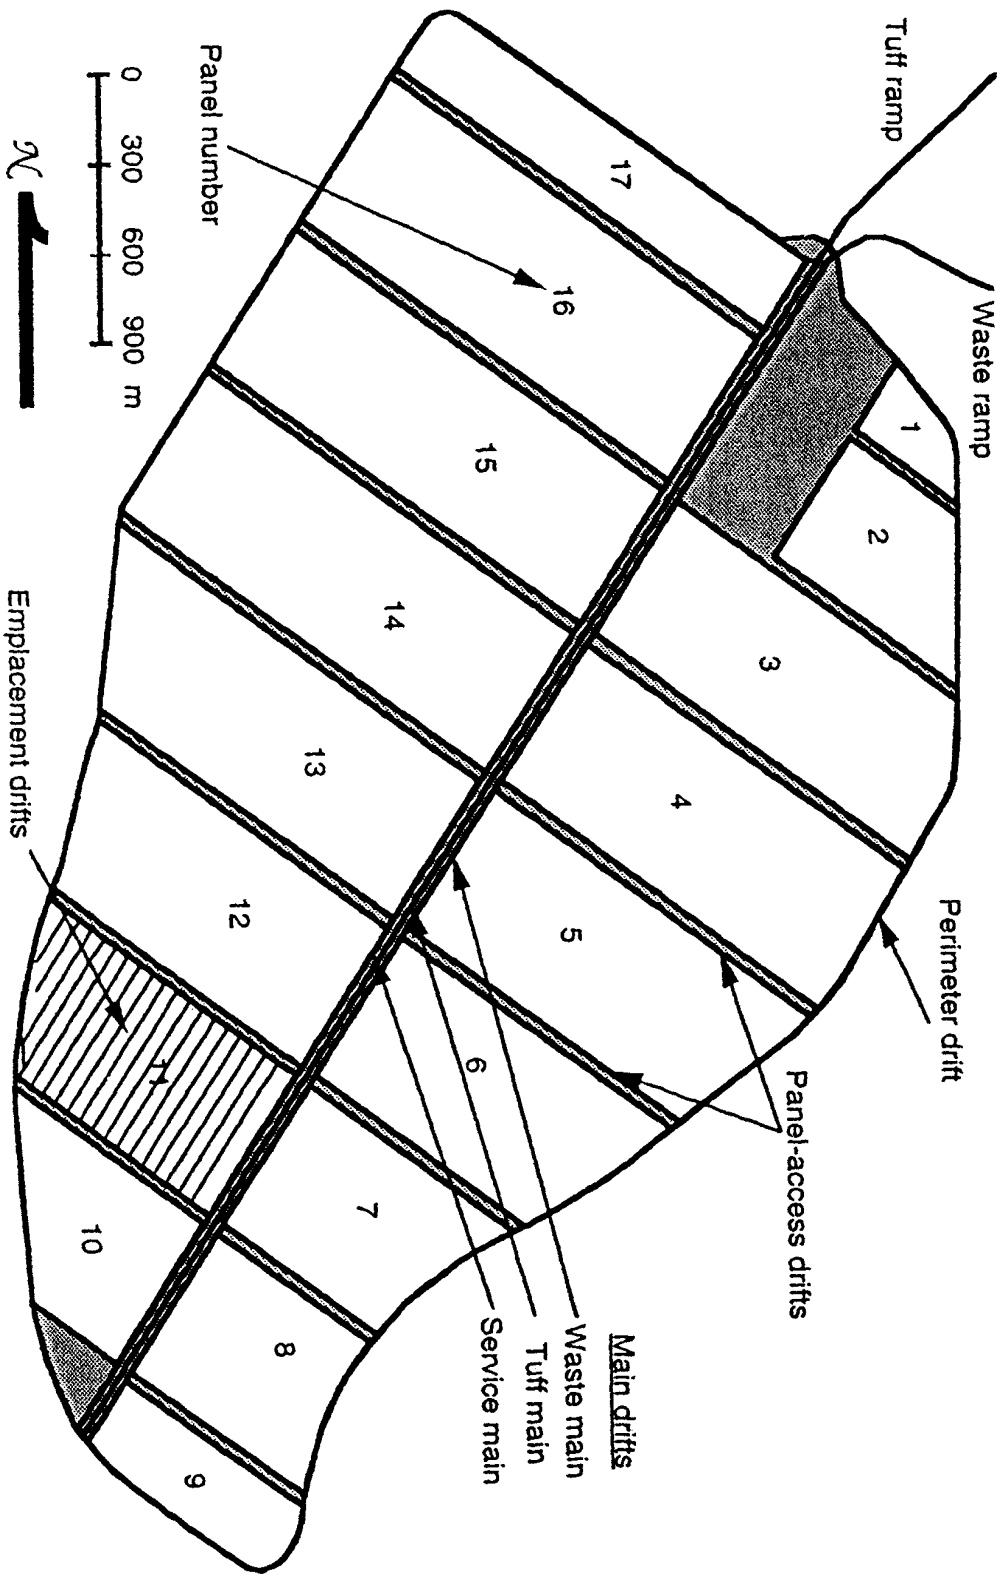 Tuff ramp
Waste ramp
Panel number
0 300 600 900 m
N
17
16
15
14
13
12
11
10
1
2
3
4
5
6
7
8
9
Perimeter drift
Panel-access drifts
Main drifts
Waste main
Tuff main
Service main
Emplacement drifts